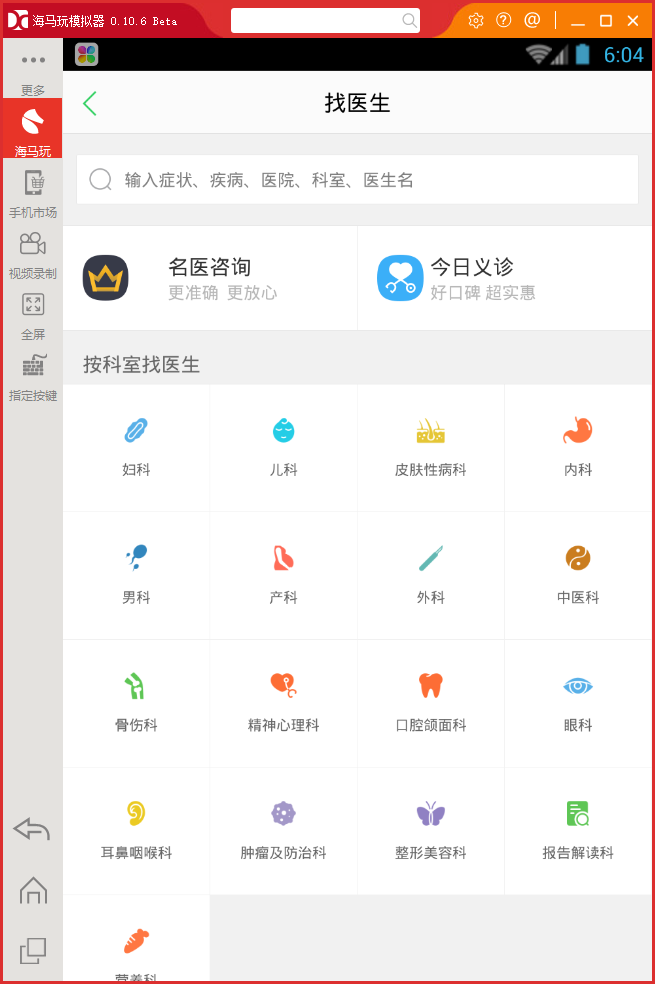 海马玩模拟器 0.10.6 Beta
更多
海马玩
手机市场
视频录制
全屏
指定按键
6:04
找医生
输入症状、疾病、医院、科室、医生名
名医咨询
更准确 更放心
今日义诊
好口碑 超实惠
按科室找医生
妇科 儿科 皮肤性病科 内科
男科 产科 外科 中医科
骨伤科 精神心理科 口腔颌面科 眼科
耳鼻咽喉科 肿瘤及防治科 整形美容科 报告解读科
营养科